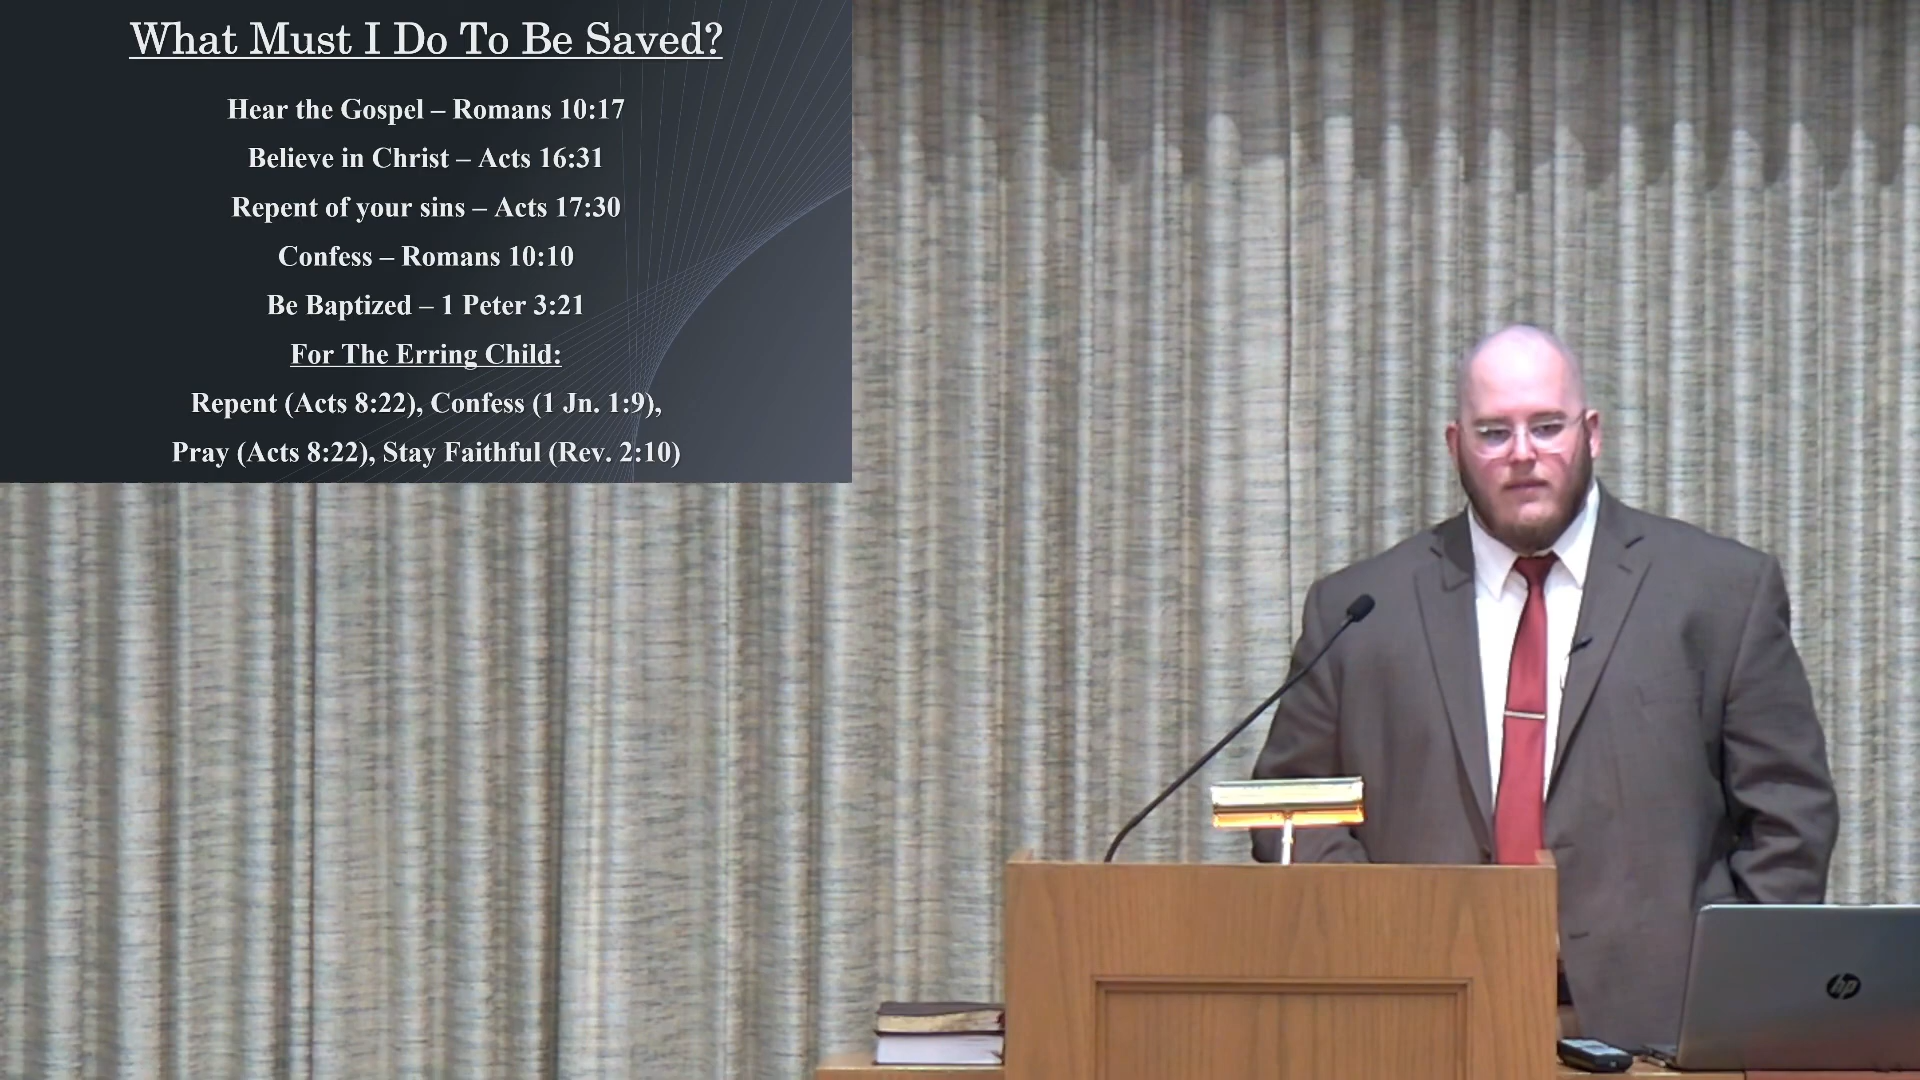 What Must I Do To Be Saved?
Hear the Gospel – Romans 10:17
Believe in Christ – Acts 16:31
Repent of your sins – Acts 17:30
Confess – Romans 10:10
Be Baptized – 1 Peter 3:21
For The Erring Child:
Repent (Acts 8:22), Confess (1 Jn. 1:9),
Pray (Acts 8:22), Stay Faithful (Rev. 2:10)
hp